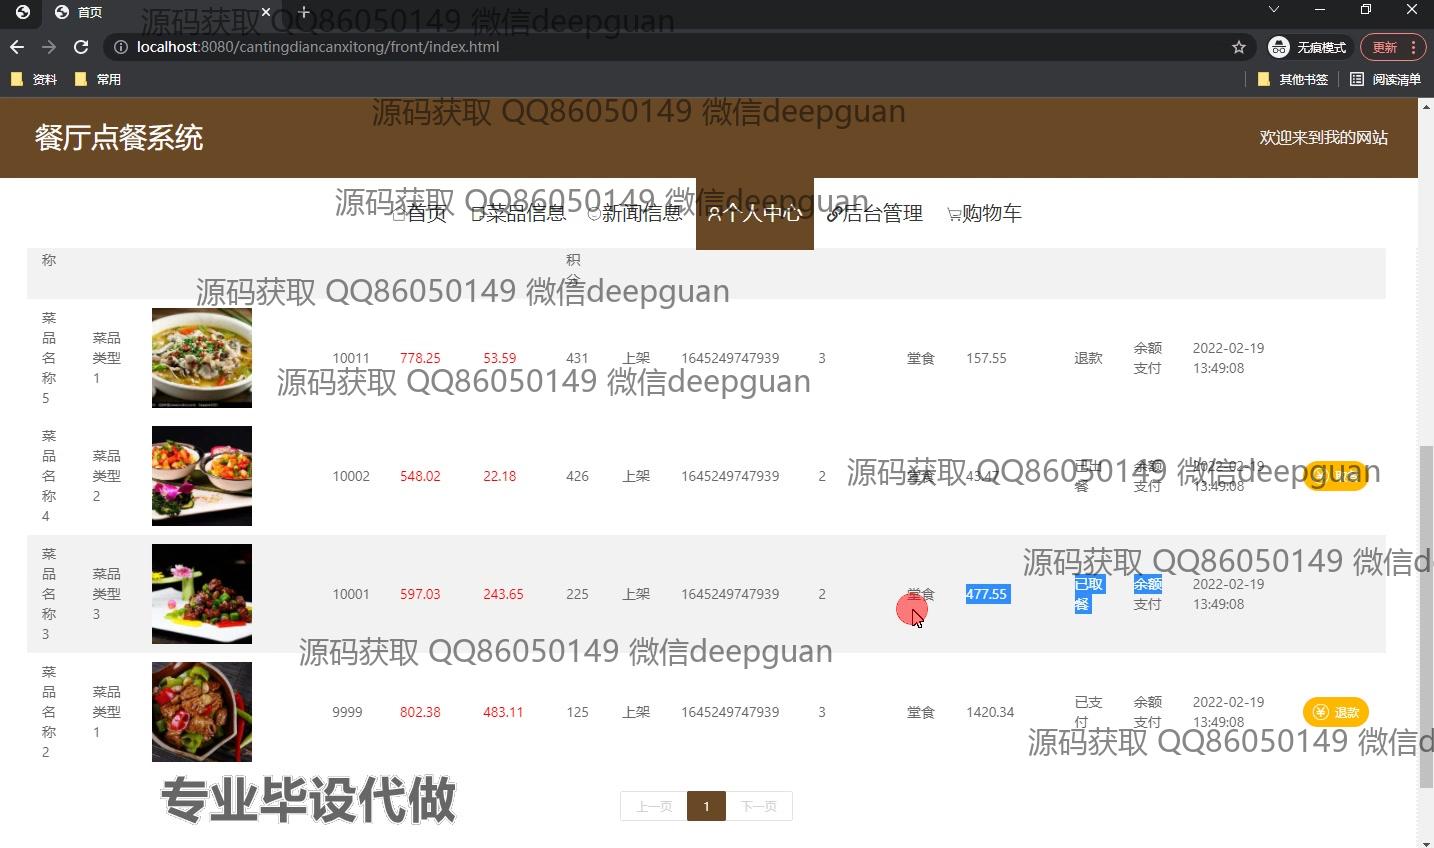 首页
localhost:8080/cantingdiancanxitong/front/index.html
无痕模式
更新
资料
常用
其他书签
阅读清单
源码获取 QQ86050149 微信deepguan
源码获取 QQ86050149 微信deepguan
餐厅点餐系统
欢迎来到我的网站
源码获取 QQ86050149 微信deepguan
首页
菜品信息
新闻信息
个人中心
后台管理
购物车
称
积
分
源码获取 QQ86050149 微信deepguan
菜
品
名
称
5
菜品
类型
1
10011
778.25
53.59
431
上架
1645249747939
3
堂食
157.55
退款
余额
支付
2022-02-19
13:49:08
源码获取 QQ86050149 微信deepguan
菜
品
名
称
4
菜品
类型
2
10002
548.02
22.18
426
上架
1645249747939
2
堂食
43.47
已出
餐
余额
支付
2022-02-19
13:49:08
退款
源码获取 QQ86050149 微信deepguan
菜
品
名
称
3
菜品
类型
3
10001
597.03
243.65
225
上架
1645249747939
2
堂食
477.55
已取
餐
余额
支付
2022-02-19
13:49:08
源码获取 QQ86050149 微信d
源码获取 QQ86050149 微信deepguan
菜
品
名
称
2
菜品
类型
1
9999
802.38
483.11
125
上架
1645249747939
3
堂食
1420.34
已支
付
余额
支付
2022-02-19
13:49:08
退款
源码获取 QQ86050149 微信d
专业毕设代做
上一页
1
下一页